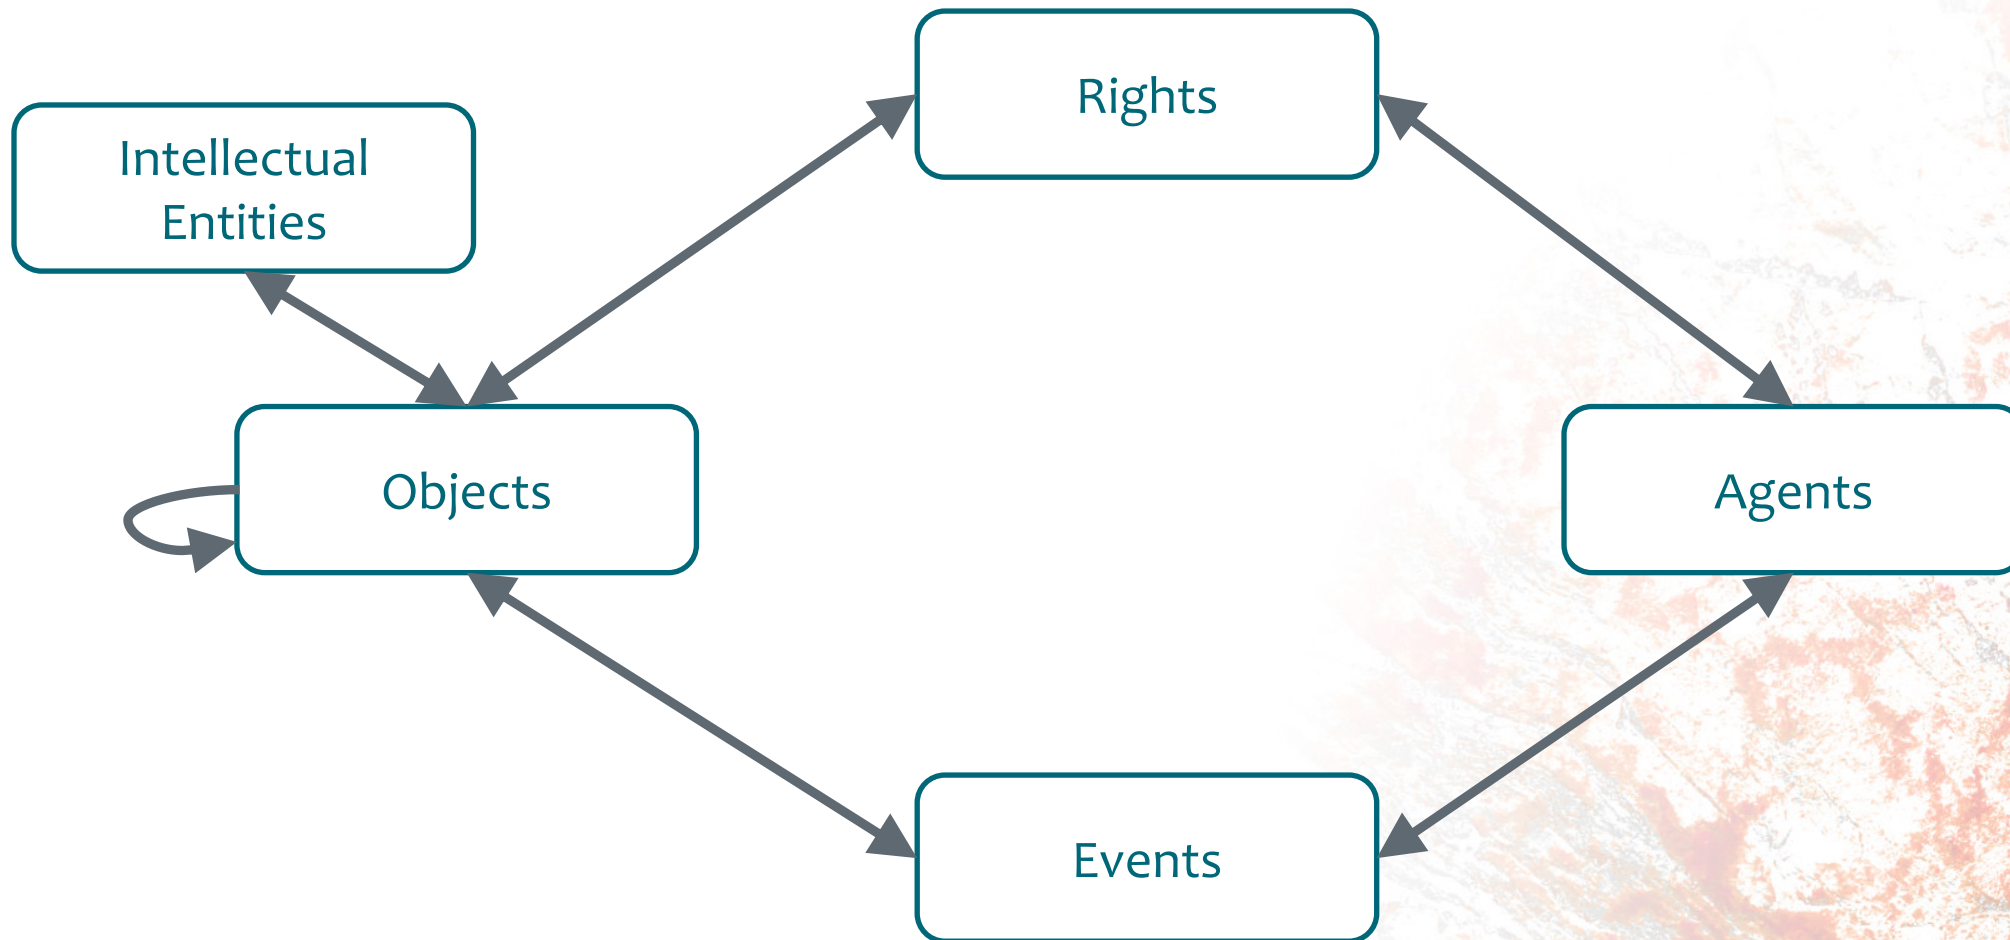 Rights
Intellectual
Entities
Objects
Agents
Events